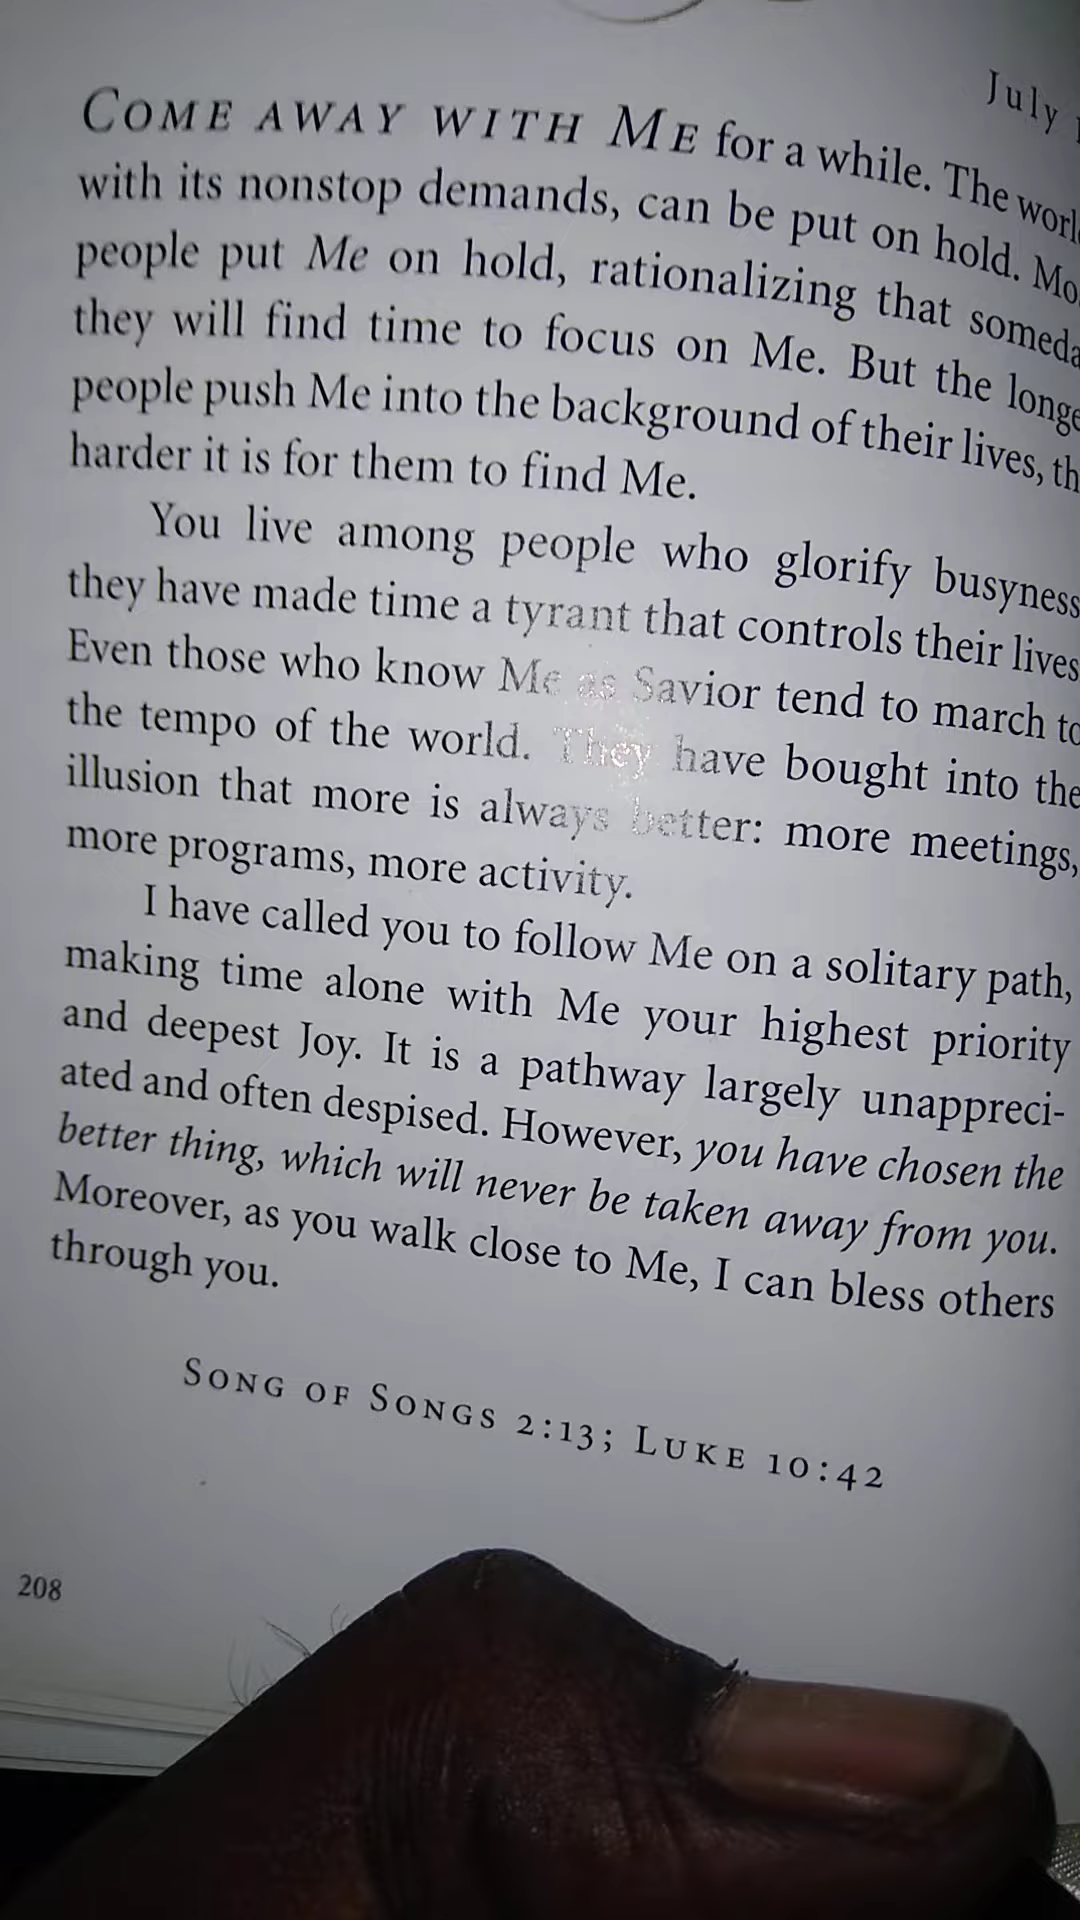 July
COME AWAY WITH ME for a while. The
with its nonstop demands, can be put on hold.
people put Me on hold, rationalizing that
they will find time to focus on Me. But the
people push Me into the background of their lives,
harder it is for them to find Me.
You live among people who glorify busyness
they have made time a tyrant that controls their lives
Even those who know Me as Savior tend to march to
the tempo of the world. They have bought into the
illusion that more is always better: more meetings,
more programs, more activity.
I have called you to follow Me on a solitary path,
making time alone with Me your highest priority
and deepest Joy. It is a pathway largely unappreci-
ated and often despised. However, you have chosen the
better thing, which will never be taken away from you.
Moreover, as you walk close to Me, I can bless others
through you.
SONG OF SONGS 2:13; LUKE 10:42
208